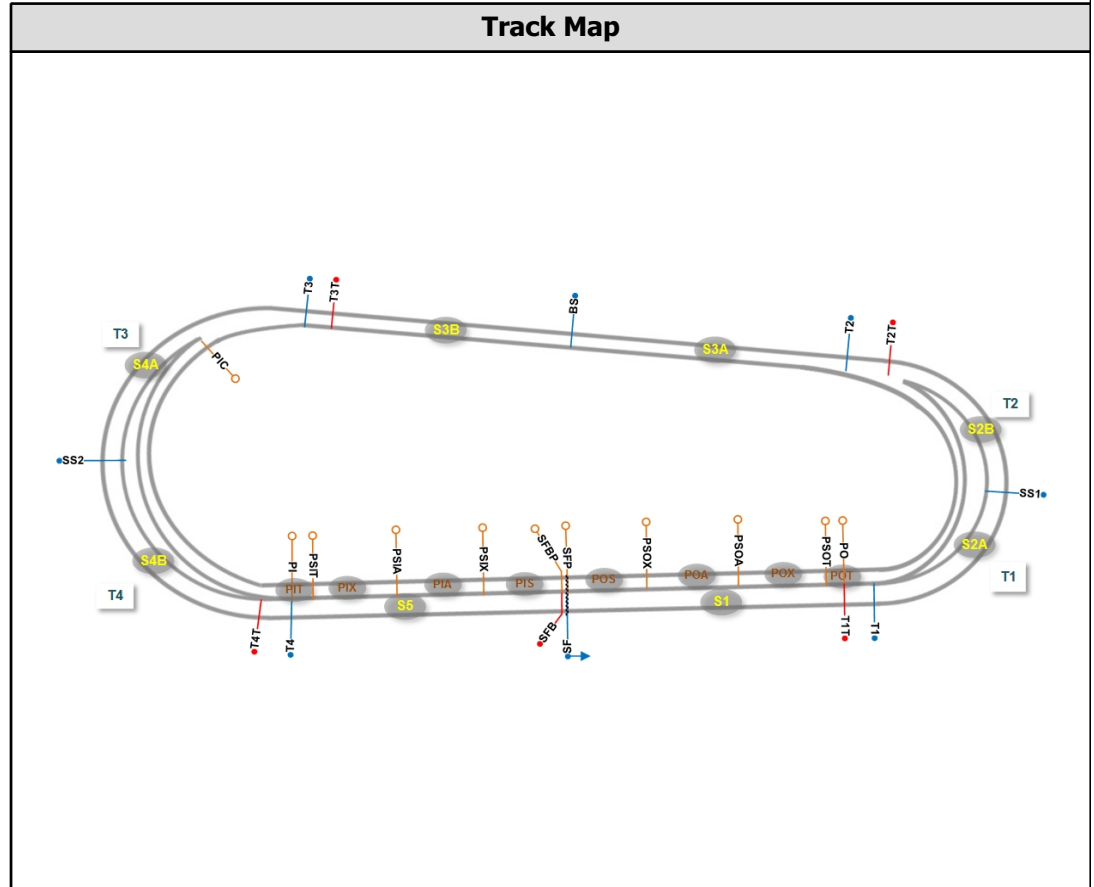 Track Map
T3
T3T
BS
T2
T2T
T3
S3B
S3A
S4A
PIC
T2
S2B
SS2
SS1
S4B
S2A
T1
T4
PI
PSIT
PSIA
PSIX
SFBP
SFP
PSOX
PSOA
PSOT
PO
PIT
PIX
PIA
PIS
POS
POA
POX
POT
S5
S1
T4T
T4
SFB
SF
T1T
T1